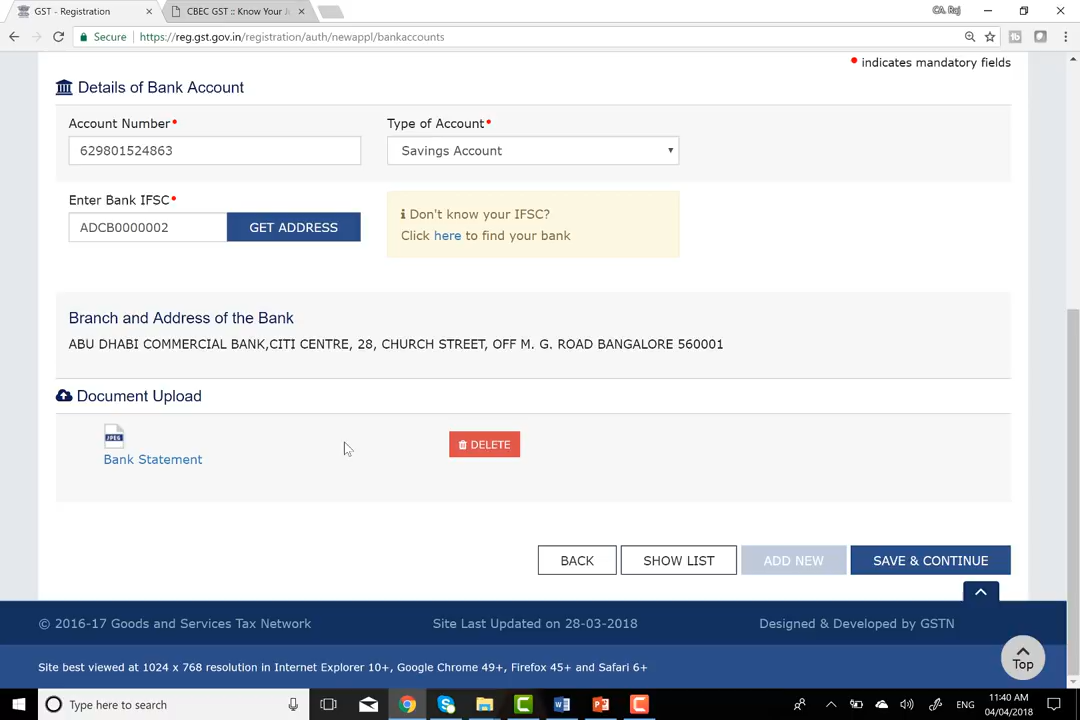 GST - Registration
CBEC GST :: Know Your
CA. Raj
Secure
https://reg.gst.gov.in/registration/auth/newappl/bankaccounts
• indicates mandatory fields
Details of Bank Account
Account Number•
Type of Account•
629801524863
Savings Account
Enter Bank IFSC•
ADCB0000002
GET ADDRESS
Don't know your IFSC?
Click here to find your bank
Branch and Address of the Bank
ABU DHABI COMMERCIAL BANK,CITI CENTRE, 28, CHURCH STREET, OFF M. G. ROAD BANGALORE 560001
Document Upload
JPEG
Bank Statement
DELETE
BACK
SHOW LIST
ADD NEW
SAVE & CONTINUE
© 2016-17 Goods and Services Tax Network
Site Last Updated on 28-03-2018
Designed & Developed by GSTN
Site best viewed at 1024 x 768 resolution in Internet Explorer 10+, Google Chrome 49+, Firefox 45+ and Safari 6+
Top
Type here to search
ENG
11:40 AM
04/04/2018